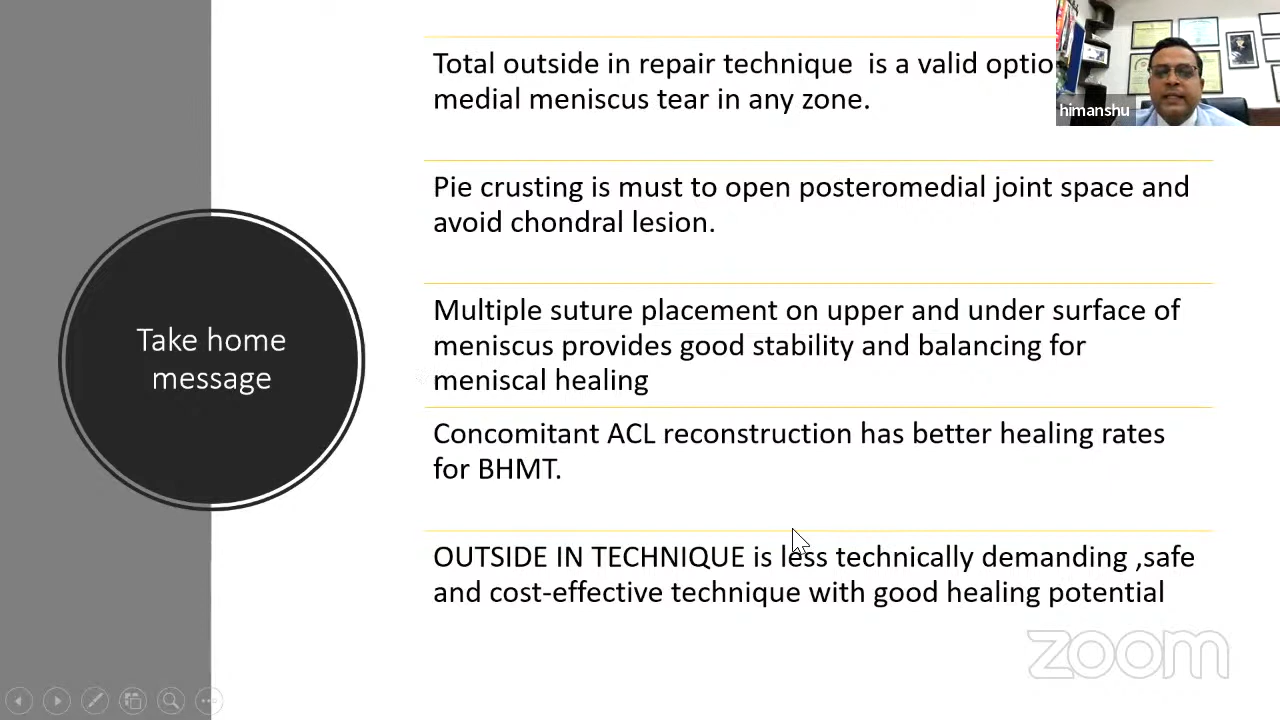 Total outside in repair technique is a valid
medial meniscus tear in any zone.
himanshu
Pie crusting is must to open posteromedial joint space and
avoid chondral lesion.
Take home
message
Multiple suture placement on upper and under surface of
meniscus provides good stability and balancing for
meniscal healing
Concomitant ACL reconstruction has better healing rates
for BHMT.
OUTSIDE IN TECHNIQUE is less technically demanding ,safe
and cost-effective technique with good healing potential
zoom